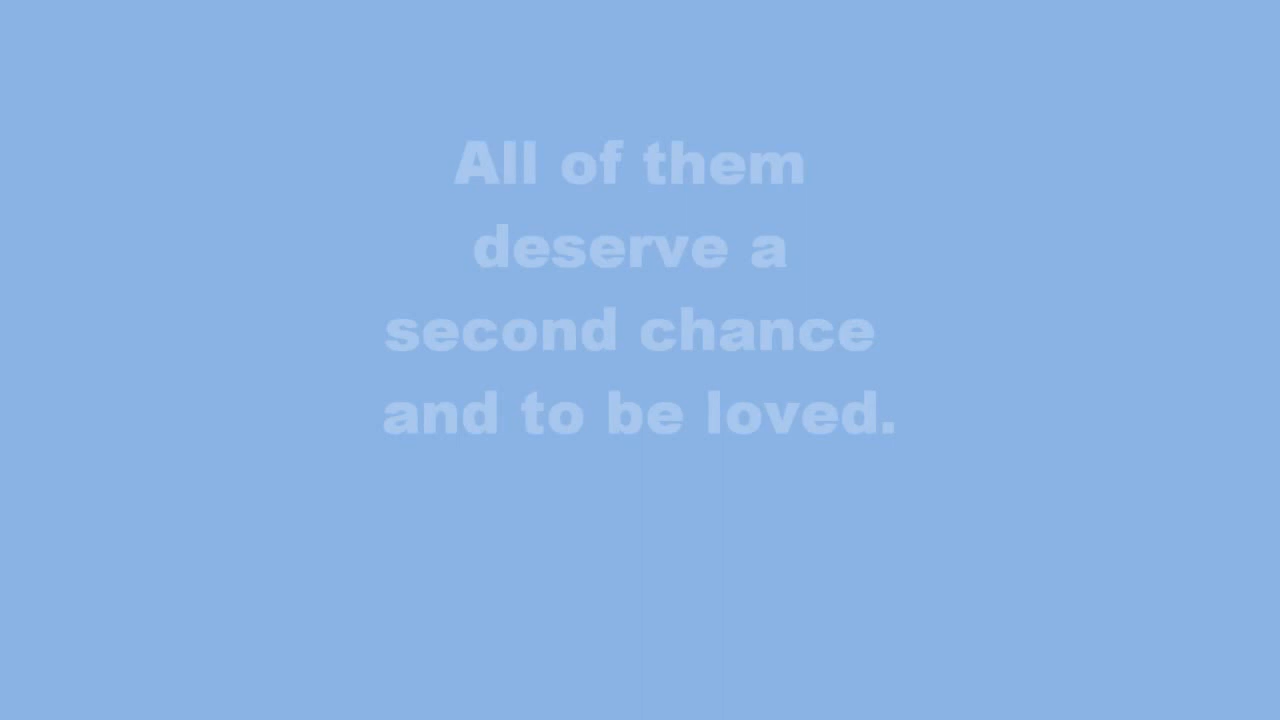 All of them
deserve a
second chance
and to be loved.